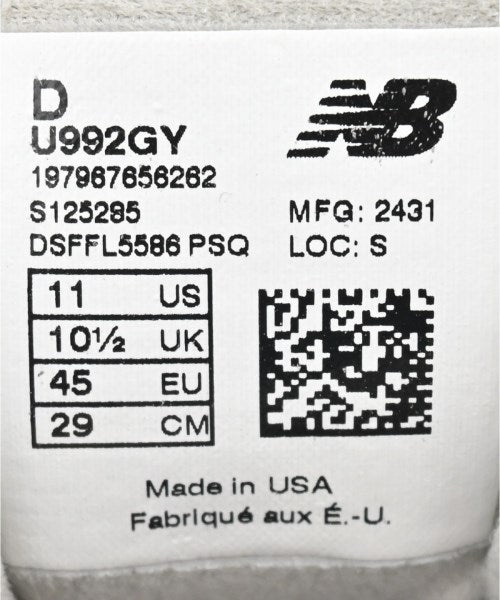 D
U992GY
197967656262
S125285
DSFFL5586 PSQ
NB
MFG: 2431
LOC: S
11 US
10½ UK
45 EU
29 CM
Made in USA
Fabriqué aux É.-U.